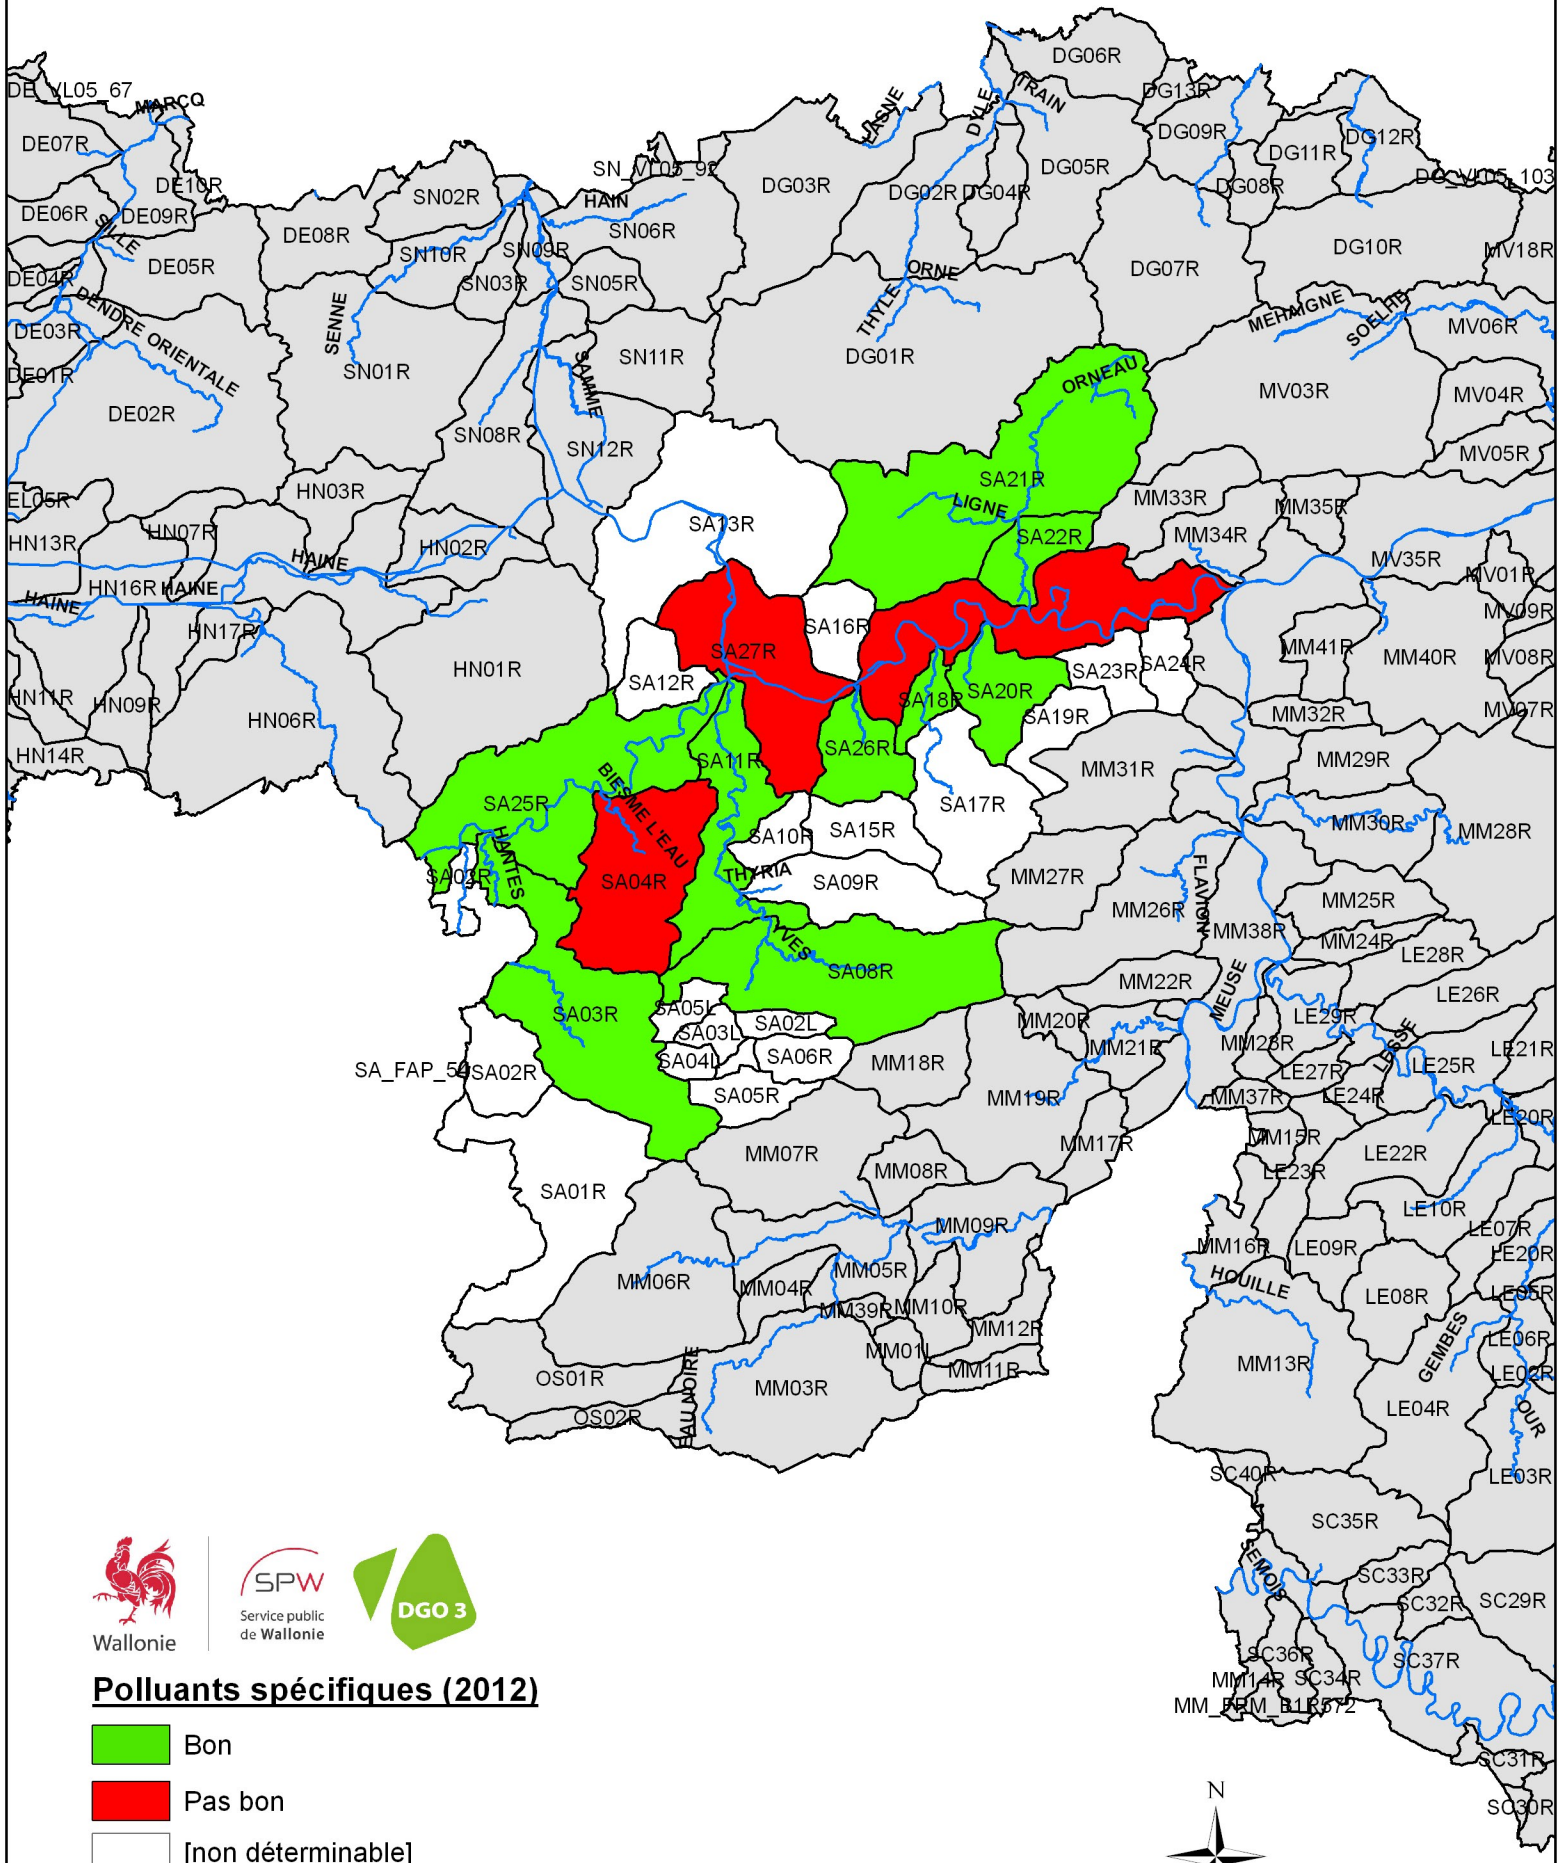 DG06R
DE_VL05_67
MARCQ
LASNE
DYLE
TRAIN
DG13R
DE07R
DG09R
DG12R
DG11R
SN_VL05_92
DG05R
DE10R
DG03R
DG_VL05_103
SN02R
HAIN
DG02R
DG04R
DG08R
DE06R
DE09R
SILLE
DE08R
SN06R
DG10R
SN10R
SN09R
MV18R
DE05R
DG07R
DE04R
SN03R
SN05R
ORNE
DENDRE ORIENTALE
SENNE
THYLE
MEHAIGNE
SOELHE
DE03R
MV06R
SN11R
DG01R
DE01R
SN01R
SAMME
ORNEAU
MV03R
MV04R
DE02R
SN08R
SN12R
MV05R
SA21R
EL05R
HN03R
MM33R
LIGNE
MM35R
HN07R
SA13R
HN13R
HN02R
SA22R
MM34R
HAINE
MV35R
MV01R
HN16R
HAINE
HAINE
MV09R
HN17R
SA16R
SA27R
MM41R
HN01R
MM40R
MV08R
SA12R
SA23R
SA24R
HN11R
HN09R
SA18R
SA20R
HN06R
SA19R
MM32R
MV07R
HN14R
SA26R
SA11R
MM29R
MM31R
BIESME L'EAU
SA25R
SA17R
MM30R
MM28R
SA10R
SA15R
HANTES
THYRIA
SA02R
SA04R
SA09R
MM27R
FLAVION
MM25R
MM26R
MM38R
YVES
MM24R
LE28R
SA08R
MM22R
MEUSE
LE26R
SA05L
SA03R
SA02L
MM20R
LE29R
SA03L
MM21R
MM23R
LESSE
LE21R
SA06R
SA04L
MM18R
SA_FAP_54
SA02R
LE27R
LE25R
SA05R
MM19R
MM37R
LE24R
LE20R
MM15R
MM17R
MM07R
LE22R
MM08R
LE23R
SA01R
LE10R
MM09R
LE07R
MM16R
LE09R
LE20R
MM05R
MM06R
MM04R
HOUILLE
LE05R
LE08R
MM39R
MM10R
MM12R
LE06R
MM01L
GEMBES
MM13R
MM11R
LE02R
OS01R
EAU NOIRE
MM03R
LE04R
OS02R
OUR
SC40R
LE03R
SC35R
SEMOIS
SC33R
SPW
SC32R
SC29R
DGO 3
Service public
de Wallonie
Wallonie
SC36R
SC37R
MM14R
SC34R
Polluants spécifiques (2012)
Bon
SC31R
N
Pas bon
SC30R
[non déterminable]